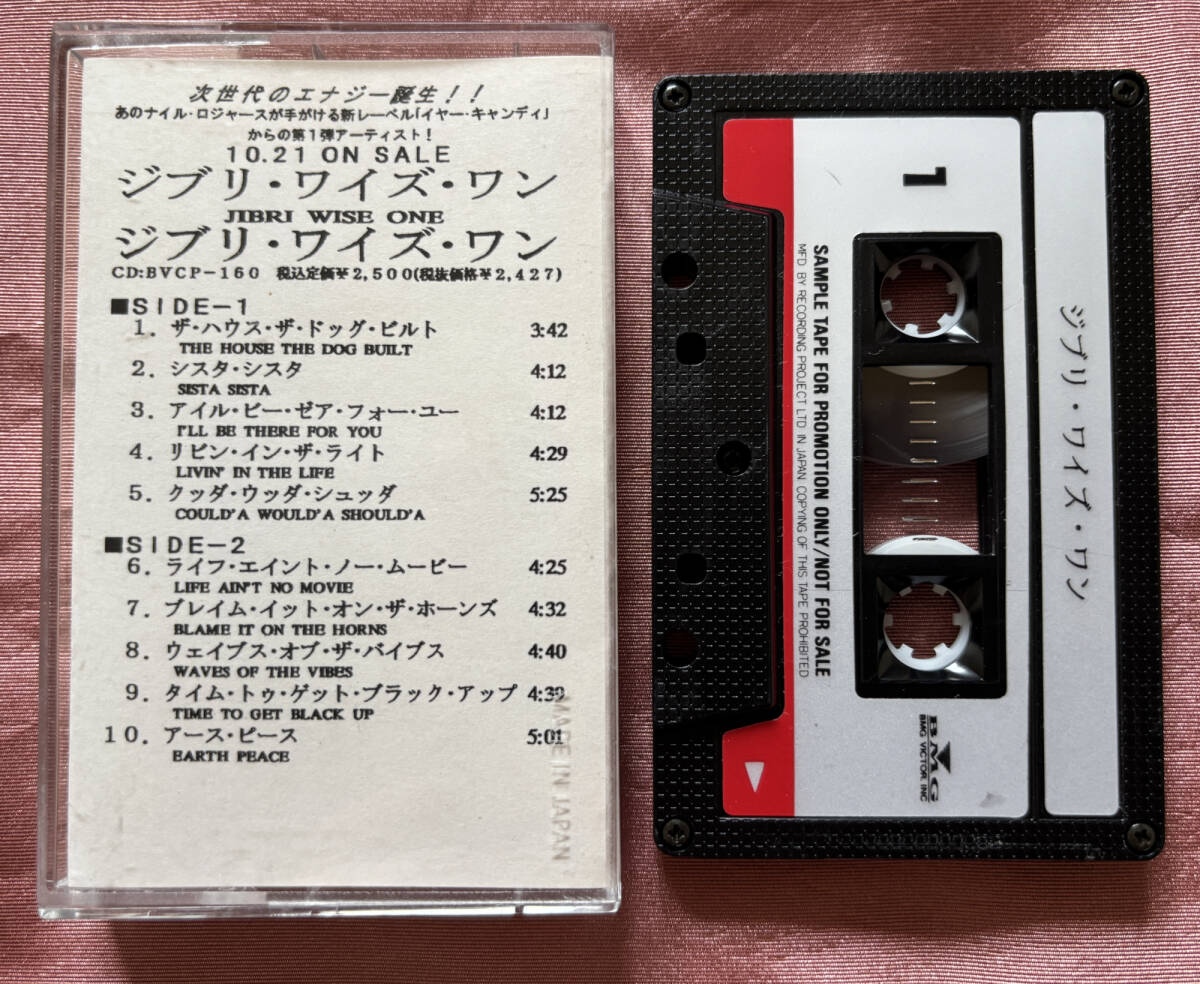 次世代のエナジー誕生！！
あのナイル・ロジャースが手がける新レーベル「イヤー・キャンディ」
からの第1弾アーティスト！
10.21 ON SALE
ジブリ・ワイズ・ワン
JIBRI WISE ONE
ジブリ・ワイズ・ワン
CD:BVCP-160 税込定価¥2,500(税抜価格¥2,427)
■SIDE-1
1. ザ・ハウス・ザ・ドッグ・ビルト 3:42
THE HOUSE THE DOG BUILT
2. シスタ・シスタ 4:12
SISTA SISTA
3. アイル・ビー・ゼア・フォー・ユー 4:12
I'LL BE THERE FOR YOU
4. リビン・イン・ザ・ライト 4:29
LIVIN' IN THE LIFE
5. クッダ・ウッダ・シュッダ 5:25
COULD'A WOULD'A SHOULD'A
■SIDE-2
6. ライフ・エイント・ノー・ムービー 4:25
LIFE AIN'T NO MOVIE
7. ブレイム・イット・オン・ザ・ホーンズ 4:32
BLAME IT ON THE HORNS
8. ウェイブス・オブ・ザ・バイブス 4:40
WAVES OF THE VIBES
9. タイム・トゥ・ゲット・ブラック・アップ 4:39
TIME TO GET BLACK UP
10. アース・ピース 5:01
EARTH PEACE
MADE IN JAPAN
1
SAMPLE TAPE FOR PROMOTION ONLY/NOT FOR SALE
MFD BY RECORDING PROJECT LTD IN JAPAN. COPYING OF THIS TAPE PROHIBITED
BMG
BMG VICTOR, INC
ジブリ・ワイズ・ワン